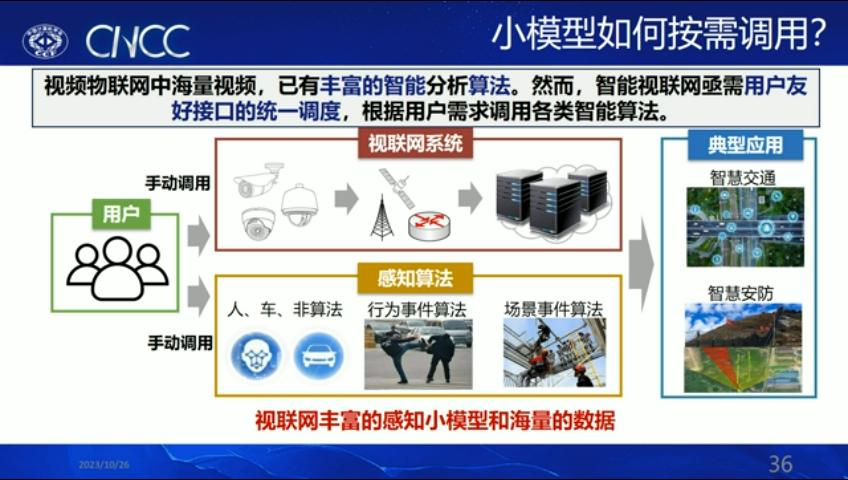 CNCC
小模型如何按需调用？
视频物联网中海量视频，已有丰富的智能分析算法。然而，智能视联网亟需用户友
好接口的统一调度，根据用户需求调用各类智能算法。
用户
手动调用
手动调用
视联网系统
感知算法
人、车、非算法
行为事件算法
场景事件算法
典型应用
智慧交通
智慧安防
视联网丰富的感知小模型和海量的数据
2023/10/26
36